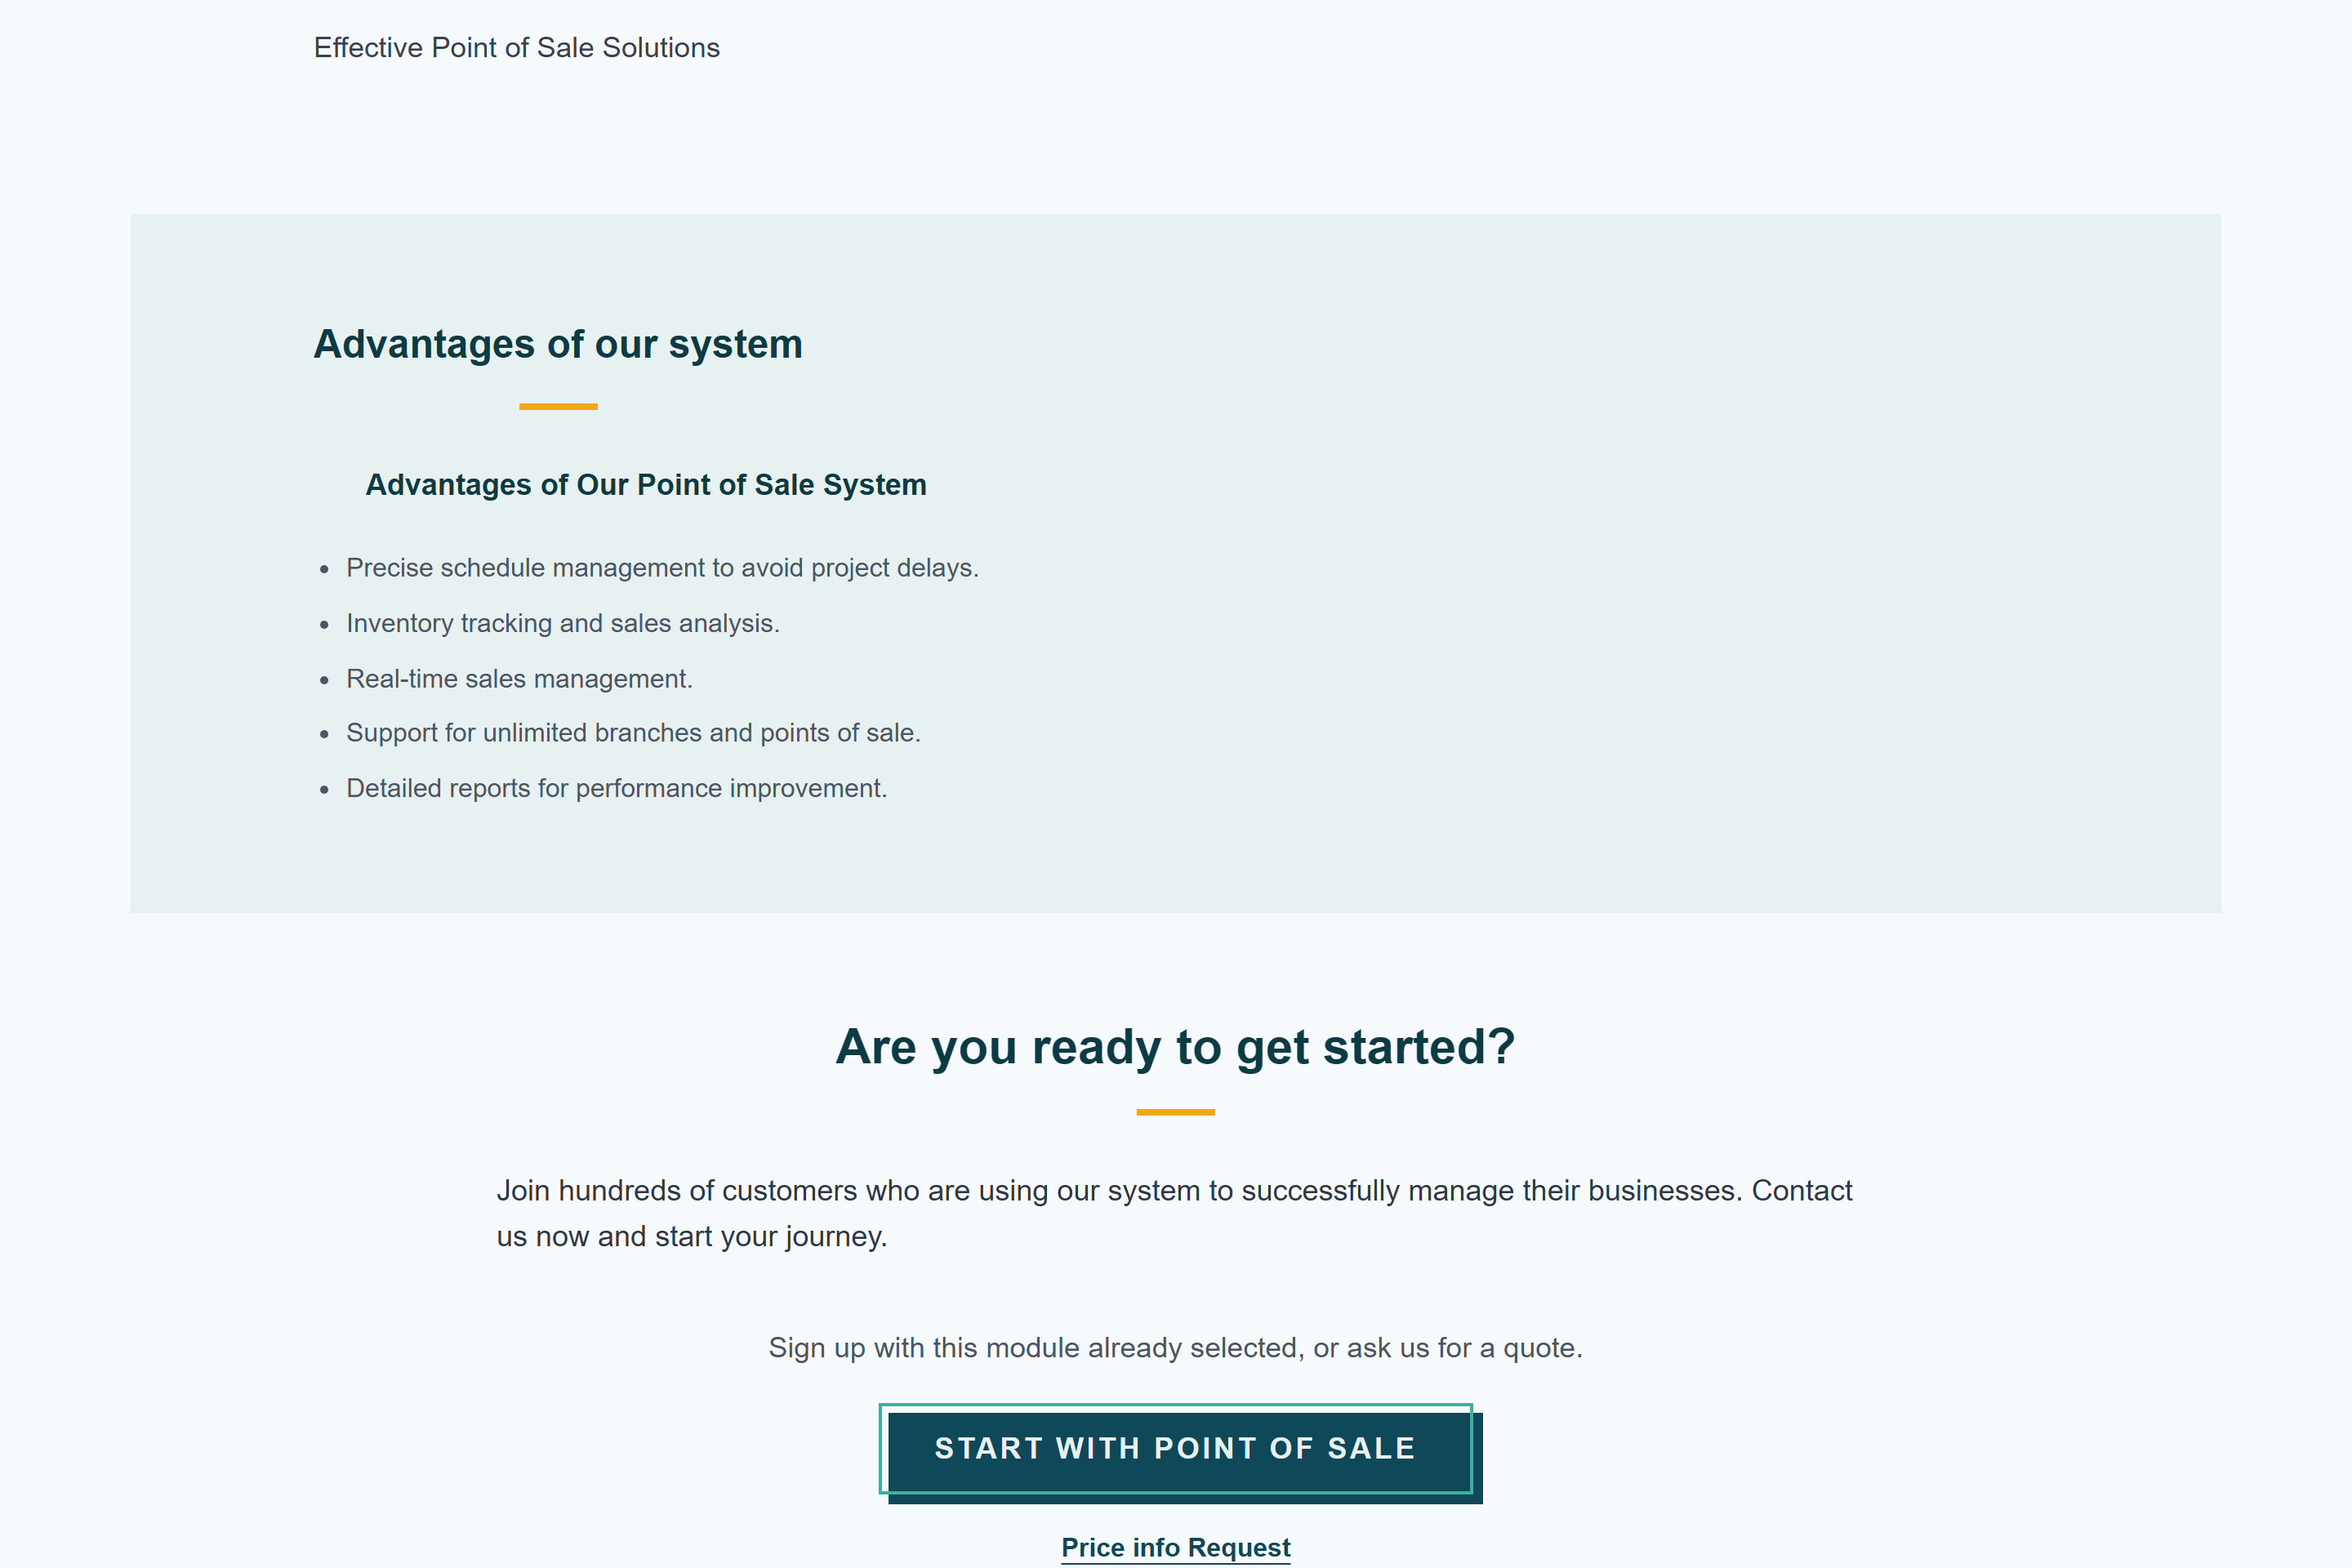 Effective Point of Sale Solutions
Advantages of our system
Advantages of Our Point of Sale System
Precise schedule management to avoid project delays.
Inventory tracking and sales analysis.
Real-time sales management.
Support for unlimited branches and points of sale.
Detailed reports for performance improvement.
Are you ready to get started?
Join hundreds of customers who are using our system to successfully manage their businesses. Contact
us now and start your journey.
Sign up with this module already selected, or ask us for a quote.
START WITH POINT OF SALE
Price info Request